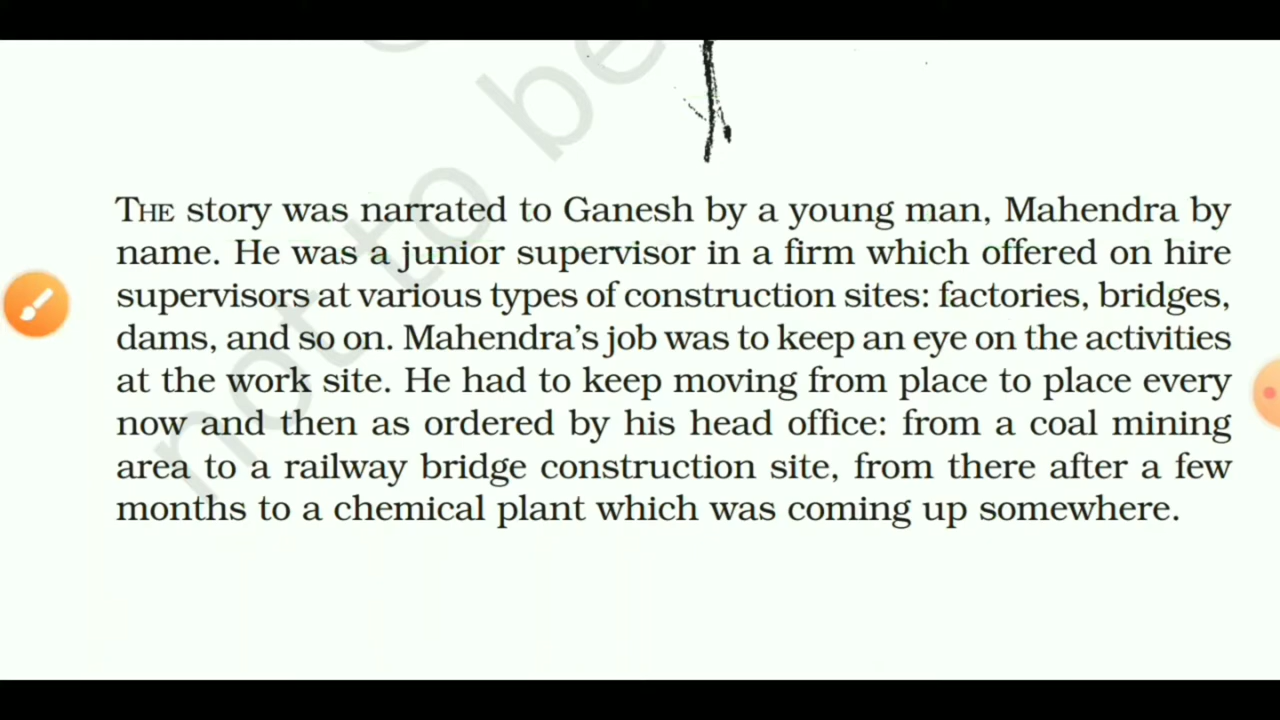 not to be
THE story was narrated to Ganesh by a young man, Mahendra by
name. He was a junior supervisor in a firm which offered on hire
supervisors at various types of construction sites: factories, bridges,
dams, and so on. Mahendra's job was to keep an eye on the activities
at the work site. He had to keep moving from place to place every
now and then as ordered by his head office: from a coal mining
area to a railway bridge construction site, from there after a few
months to a chemical plant which was coming up somewhere.